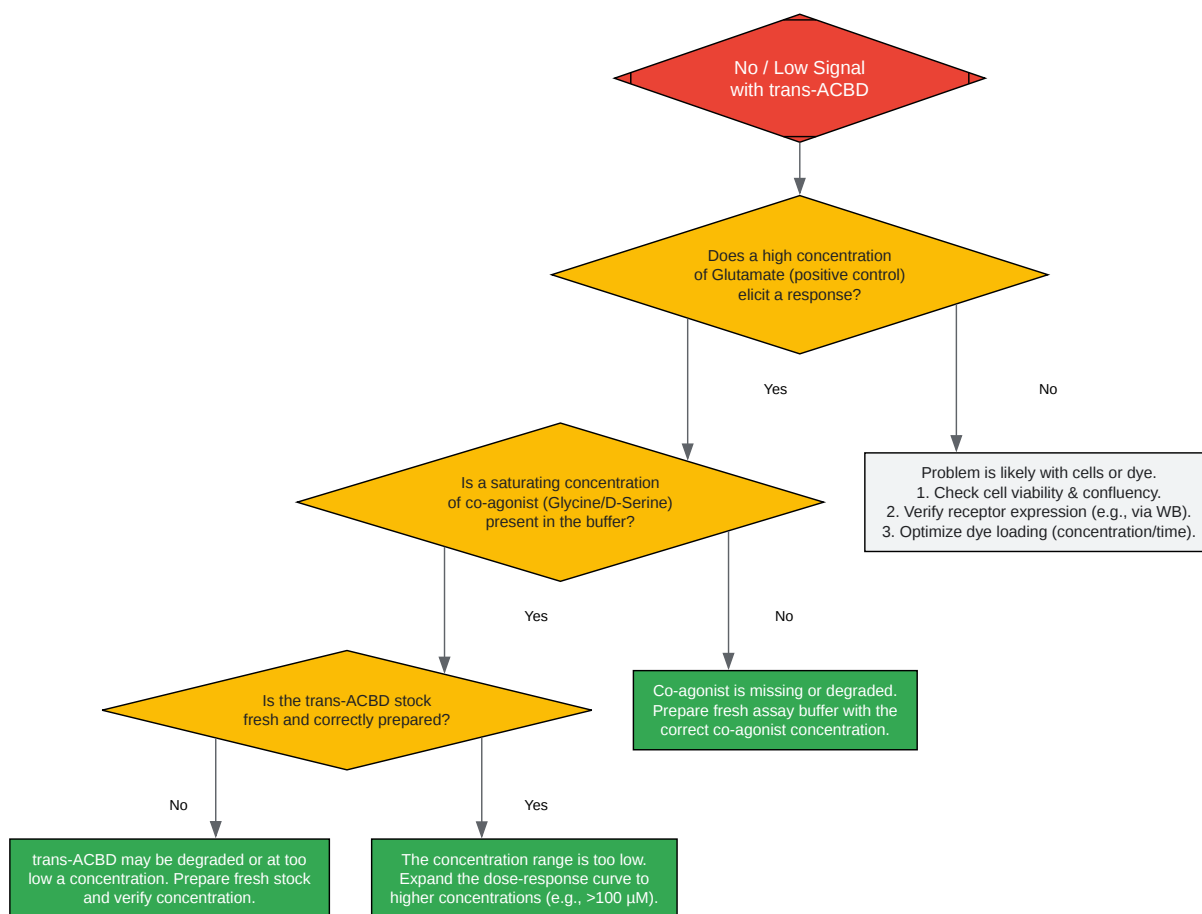 No / Low Signal
with trans-ACBD
Does a high concentration
of Glutamate (positive control)
elicit a response?
Yes
No
Is a saturating concentration
of co-agonist (Glycine/D-Serine)
present in the buffer?
Problem is likely with cells or dye.
1. Check cell viability & confluency.
2. Verify receptor expression (e.g., via WB).
3. Optimize dye loading (concentration/time).
Yes
No
Is the trans-ACBD stock
fresh and correctly prepared?
Co-agonist is missing or degraded.
Prepare fresh assay buffer with the
correct co-agonist concentration.
No
Yes
trans-ACBD may be degraded or at too
low a concentration. Prepare fresh stock
and verify concentration.
The concentration range is too low.
Expand the dose-response curve to
higher concentrations (e.g., >100 µM).